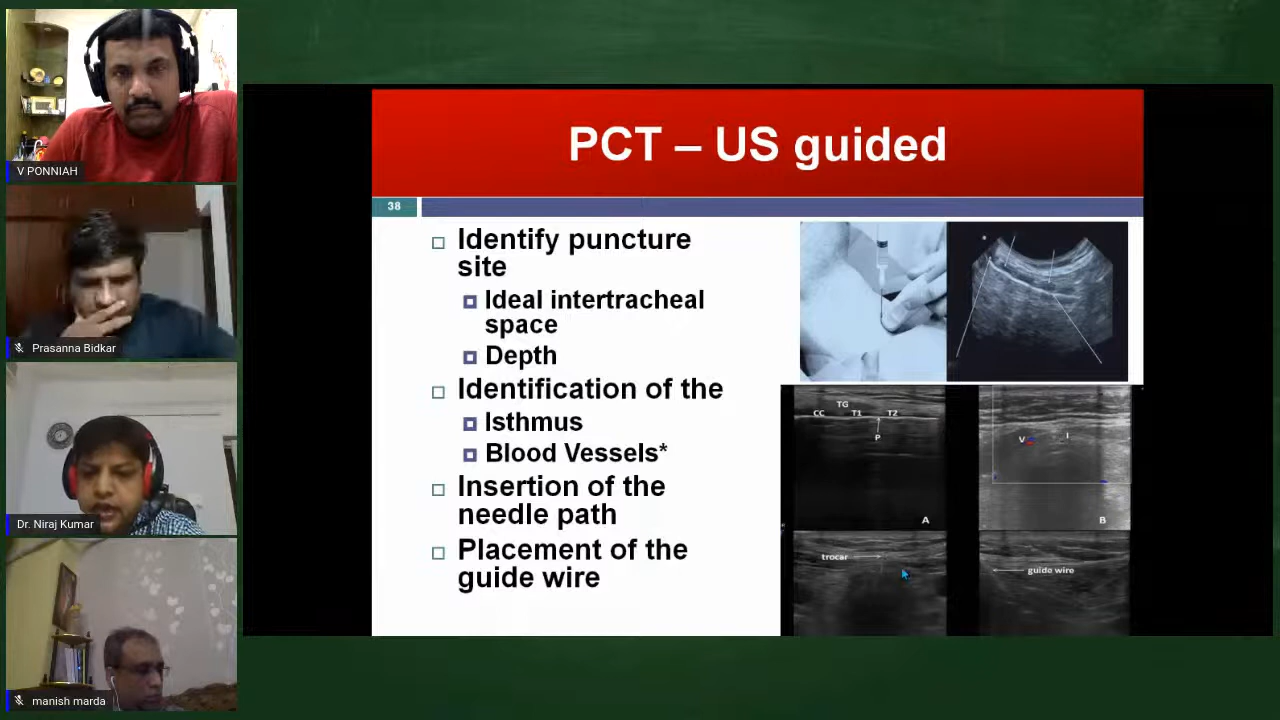 V PONNIAH
Prasanna Bidkar
Dr. Niraj Kumar
manish marda
PCT – US guided
38
Identify puncture
site
Ideal intertracheal
space
Depth
Identification of the
Isthmus
Blood Vessels*
Insertion of the
needle path
Placement of the
guide wire
TG
CC T1 T2
P
A
V I
B
trocar
guide wire